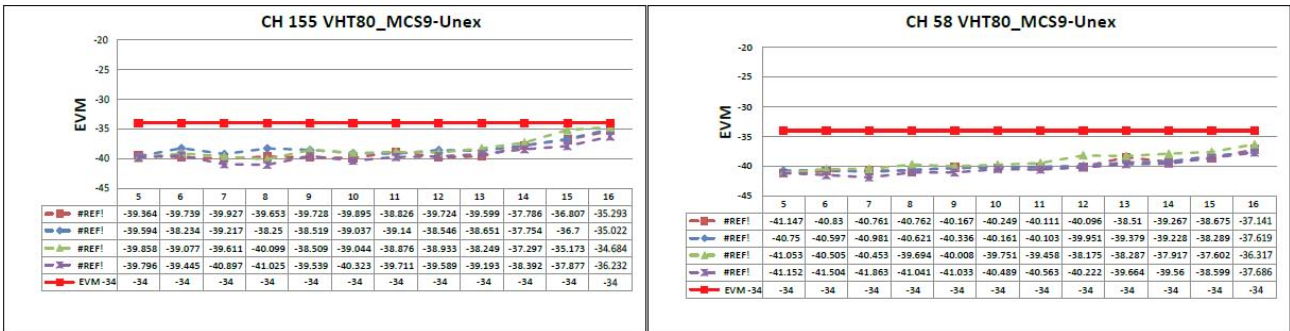 CH 155 VHT80_MCS9-Unex
-20
-25
-30
-35
-40
-45
EVM
5 6 7 8 9 10 11 12 13 14 15 16
#REF! -39.364 -39.739 -39.927 -39.653 -39.728 -39.895 -38.826 -39.724 -39.599 -37.786 -36.807 -35.293
#REF! -39.594 -38.234 -39.217 -38.25 -38.519 -39.037 -39.14 -38.546 -38.651 -37.754 -36.7 -35.022
#REF! -39.858 -39.077 -39.611 -40.099 -38.509 -39.044 -38.876 -38.933 -38.249 -37.297 -35.173 -34.684
#REF! -39.796 -39.445 -40.897 -41.025 -39.539 -40.323 -39.711 -39.589 -39.193 -38.392 -37.877 -36.232
EVM -34 -34 -34 -34 -34 -34 -34 -34 -34 -34 -34 -34 -34
CH 58 VHT80_MCS9-Unex
-20
-25
-30
-35
-40
-45
EVM
5 6 7 8 9 10 11 12 13 14 15 16
#REF! -41.147 -40.83 -40.761 -40.762 -40.167 -40.249 -40.111 -40.096 -38.51 -39.267 -38.675 -37.141
#REF! -40.75 -40.597 -40.981 -40.621 -40.336 -40.161 -40.103 -39.951 -39.379 -39.228 -38.289 -37.619
#REF! -41.053 -40.505 -40.453 -39.694 -40.008 -39.751 -39.458 -38.175 -38.287 -37.917 -37.602 -36.317
#REF! -41.152 -41.504 -41.863 -41.041 -41.033 -40.489 -40.563 -40.222 -39.664 -39.56 -38.599 -37.686
EVM -34 -34 -34 -34 -34 -34 -34 -34 -34 -34 -34 -34 -34